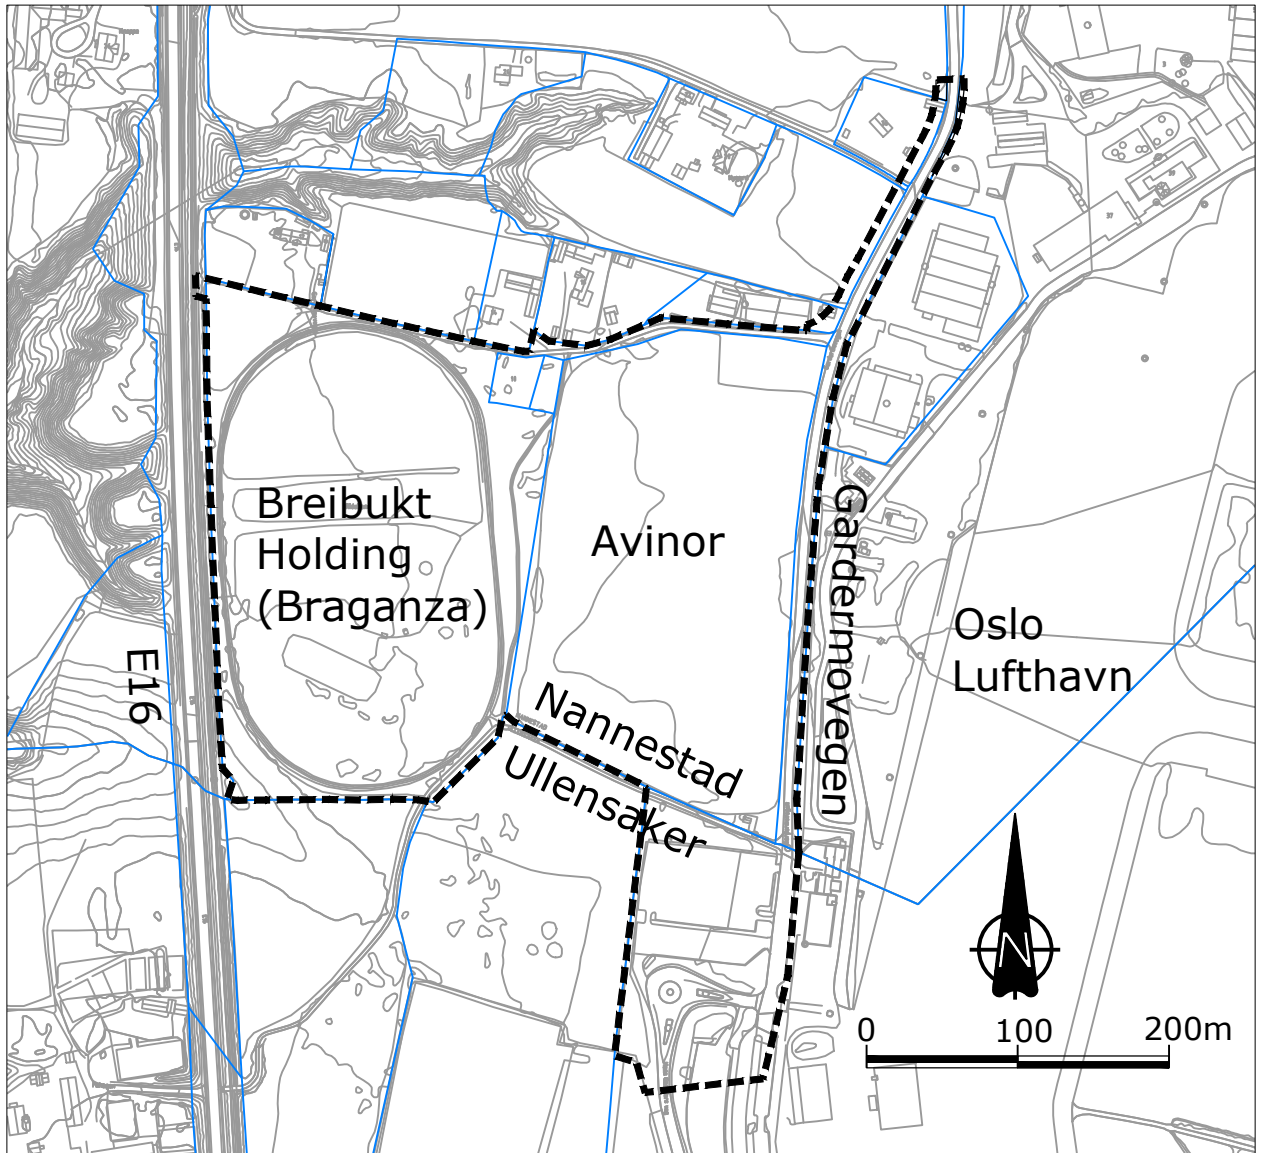 Breibukt
Holding
(Braganza)
Avinor
Gardermovegen
Oslo
Lufthavn
E16
Nannestad
Ullensaker
N
0 100 200m